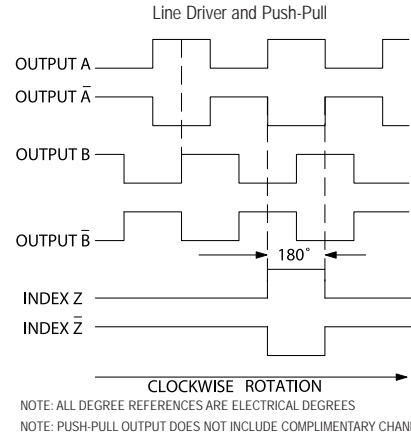 Line Driver and Push-Pull
OUTPUT A
OUTPUT A̅
OUTPUT B
OUTPUT B̅
180°
INDEX Z
INDEX Z̅
CLOCKWISE ROTATION
NOTE: ALL DEGREE REFERENCES ARE ELECTRICAL DEGREES
NOTE: PUSH-PULL OUTPUT DOES NOT INCLUDE COMPLIMENTARY CHAN